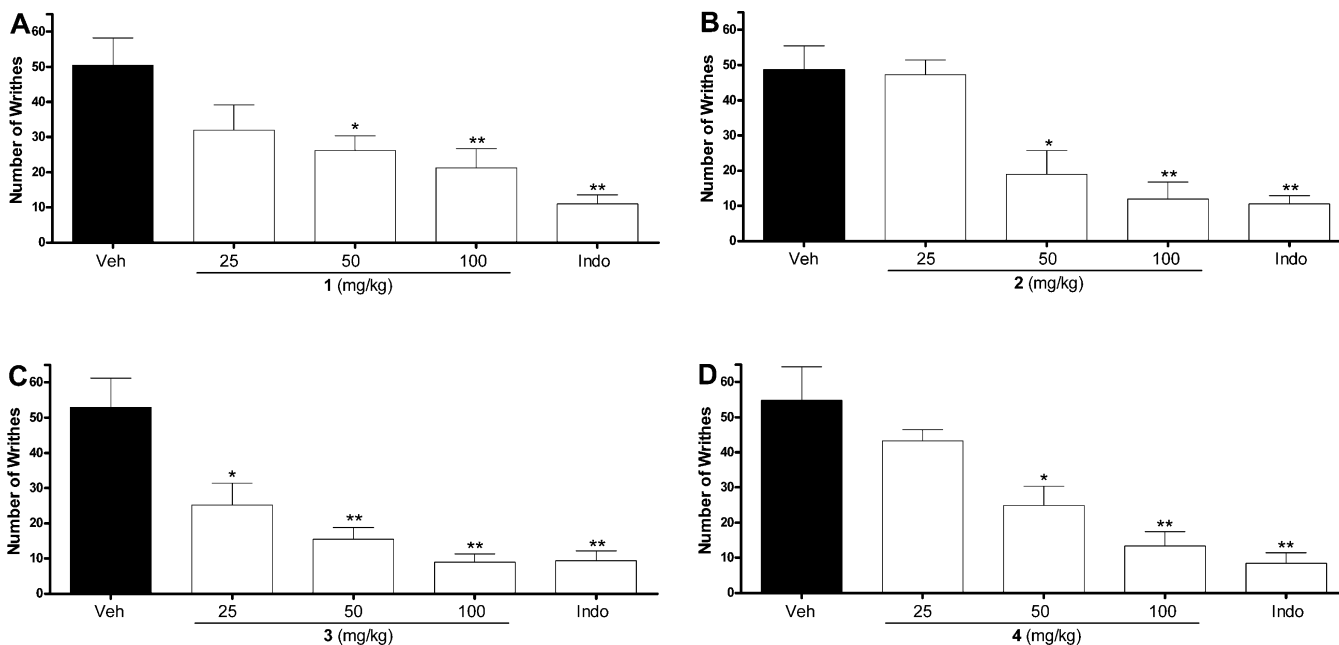 A
Number of Writhes
60
50
40
30
20
10
0
*
**
**
Veh 25 50 100 Indo
1 (mg/kg)
B
Number of Writhes
60
50
40
30
20
10
0
*
**
**
Veh 25 50 100 Indo
2 (mg/kg)
C
Number of Writhes
60
50
40
30
20
10
0
*
**
**
**
Veh 25 50 100 Indo
3 (mg/kg)
D
Number of Writhes
60
50
40
30
20
10
0
*
**
**
Veh 25 50 100 Indo
4 (mg/kg)